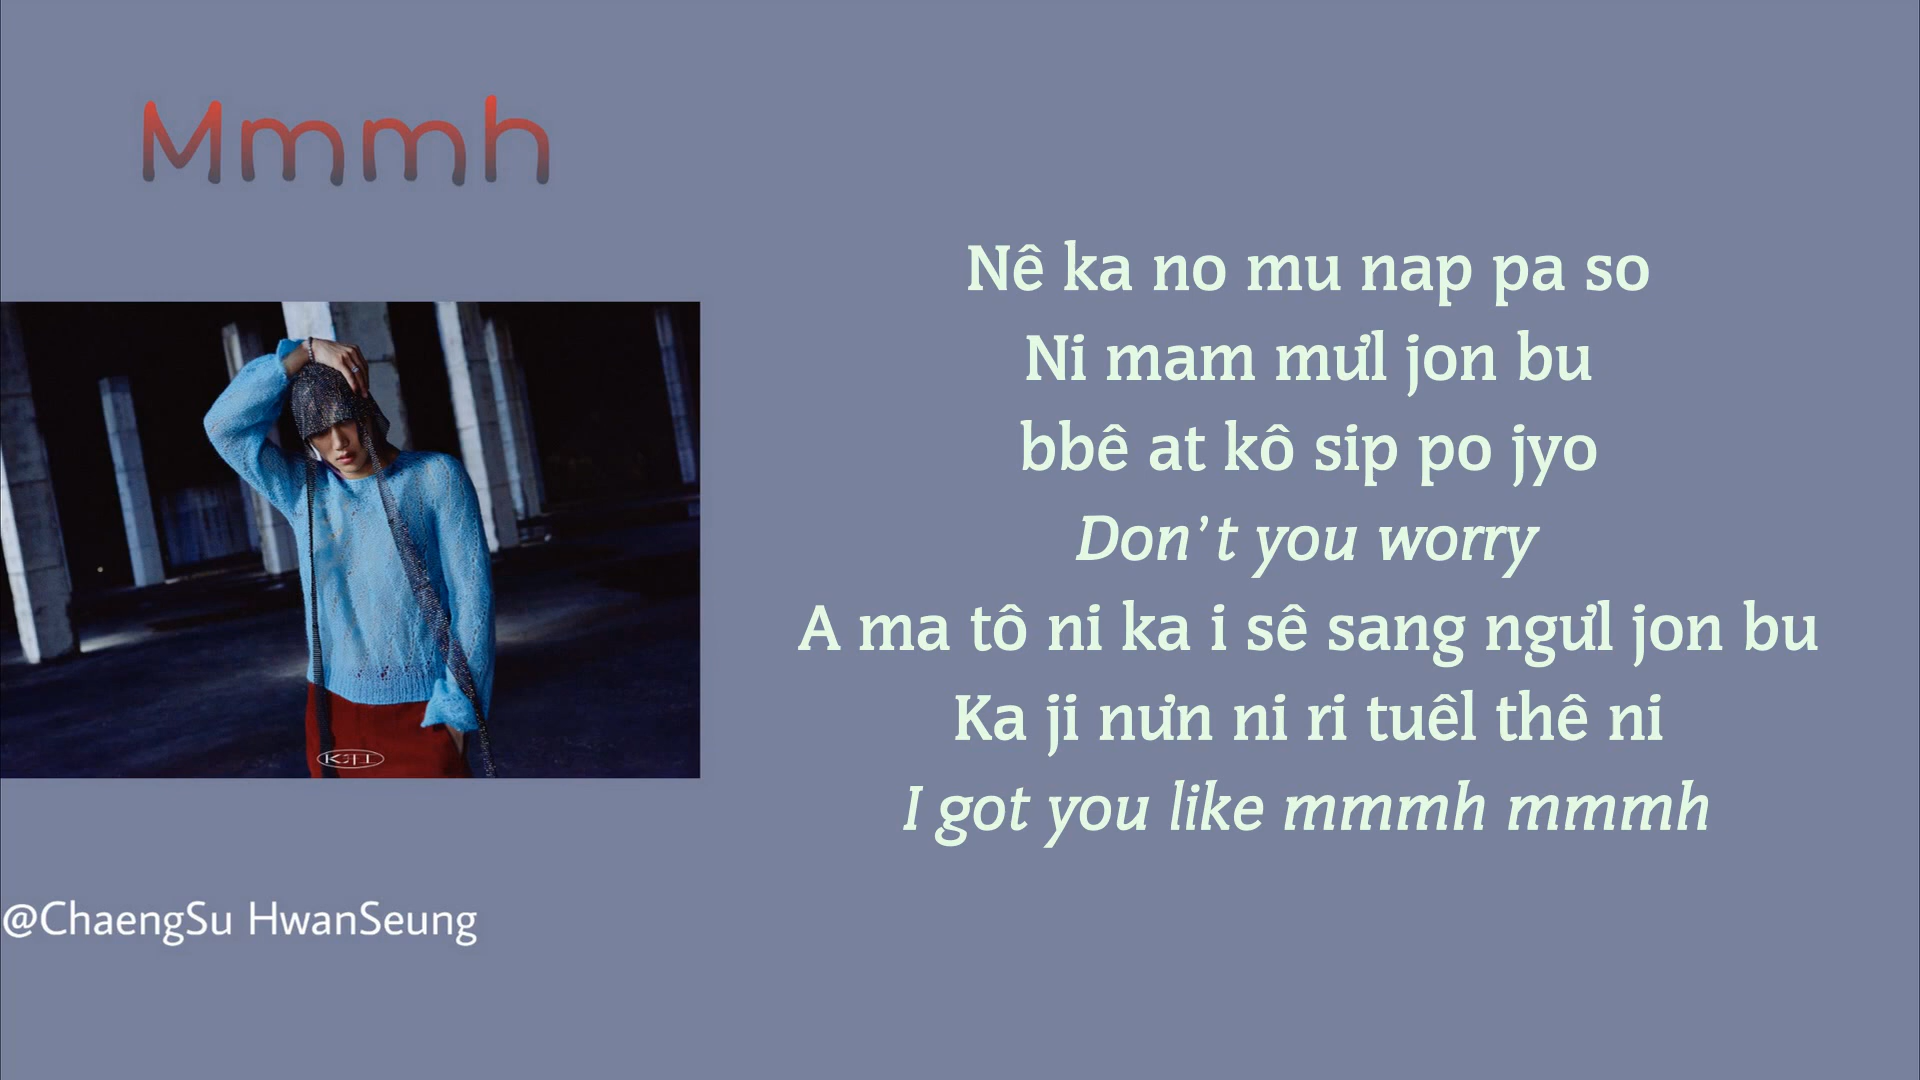 Mmmh
Nê ka no mu nap pa so
Ni mam mưl jon bu
bbê at kô sip po jyo
Don't you worry
A ma tô ni ka i sê sang ngưl jon bu
Ka ji nưn ni ri tuêl thê ni
I got you like mmmh mmmh
@ChaengSu HwanSeung